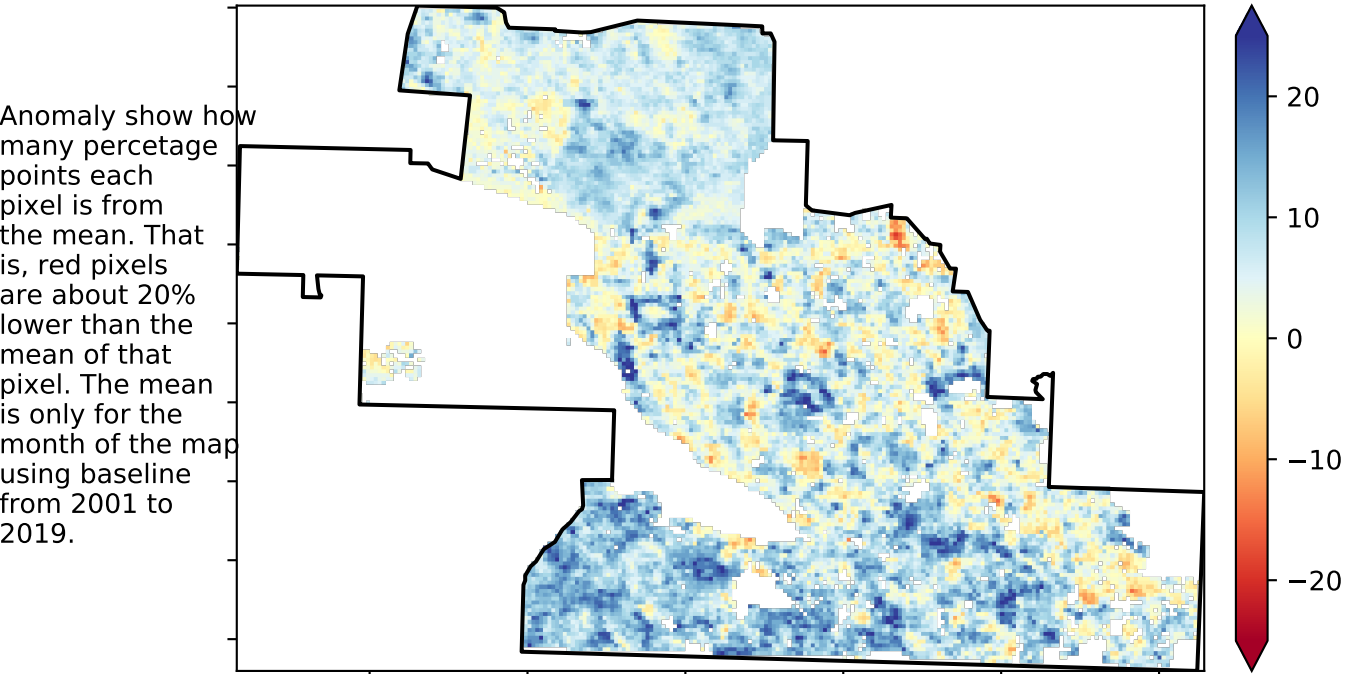 Anomaly show how
many percetage
points each
pixel is from
the mean. That
is, red pixels
are about 20%
lower than the
mean of that
pixel. The mean
is only for the
month of the map
using baseline
from 2001 to
2019.
20
10
0
−10
−20